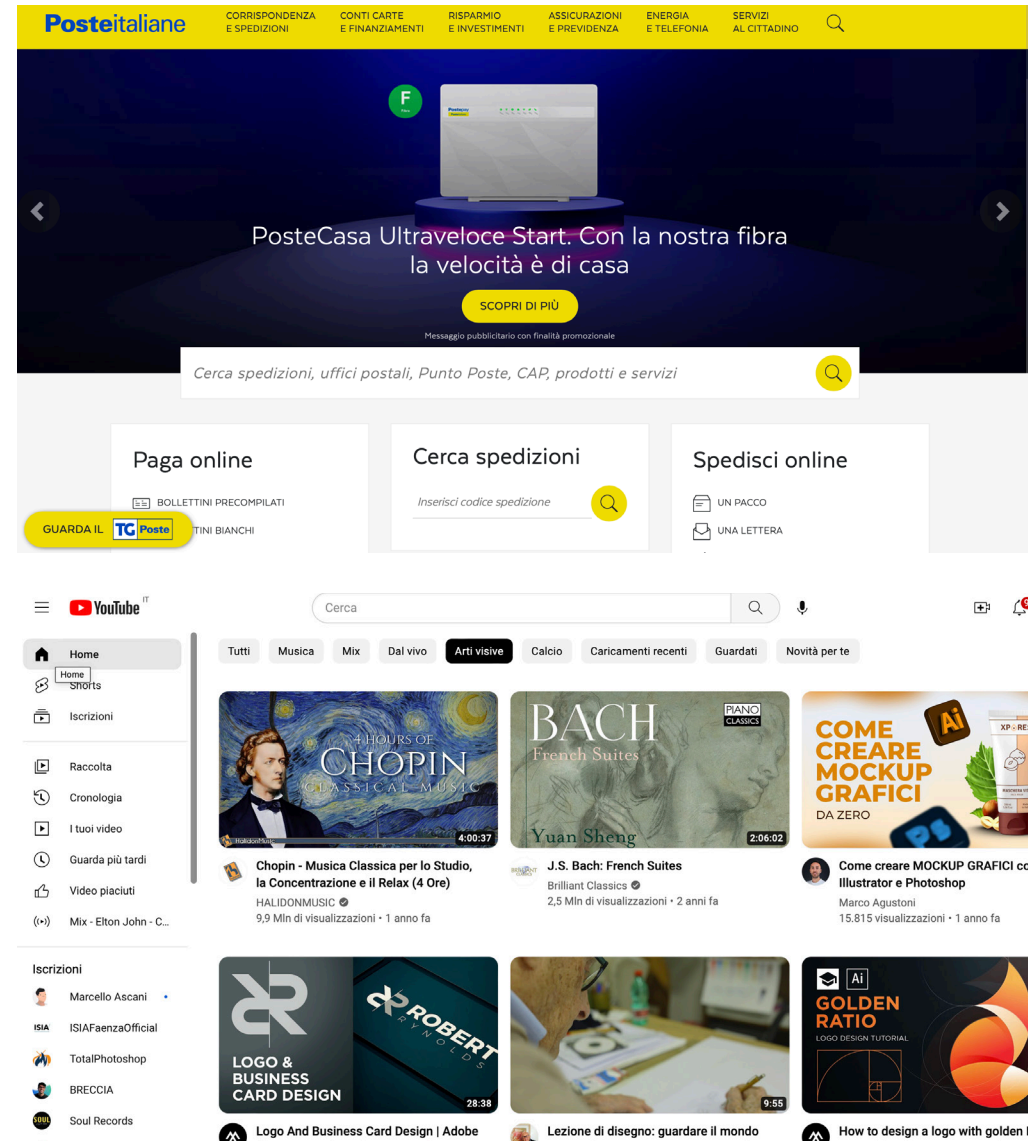 Posteitaliane
CORRISPONDENZA
E SPEDIZIONI
CONTI CARTE
E FINANZIAMENTI
RISPARMIO
E INVESTIMENTI
ASSICURAZIONI
E PREVIDENZA
ENERGIA
E TELEFONIA
SERVIZI
AL CITTADINO
F
Postepay
PosteCasa Ultraveloce Start. Con la nostra fibra
la velocità è di casa
SCOPRI DI PIÙ
Messaggio pubblicitario con finalità promozionale
Cerca spedizioni, uffici postali, Punto Poste, CAP, prodotti e servizi
Paga online
BOLLETTINI PRECOMPILATI
TINI BIANCHI
GUARDA IL TG Poste
Cerca spedizioni
Inserisci codice spedizione
Spedisci online
UN PACCO
UNA LETTERA
YouTube IT
Cerca
9
Home
Home
Shorts
Iscrizioni
Raccolta
Cronologia
I tuoi video
Guarda più tardi
Video piaciuti
Mix - Elton John - C...
Iscrizioni
Marcello Ascani
ISIA ISIAFaenzaOfficial
TotalPhotoshop
BRECCIA
SOUL Soul Records
Tutti Musica Mix Dal vivo Arti visive Calcio Caricamenti recenti Guardati Novità per te
4 HOURS OF
CHOPIN
CLASSICAL MUSIC
HalidonMusic
4:00:37
Chopin - Musica Classica per lo Studio,
la Concentrazione e il Relax (4 Ore)
HALIDONMUSIC
9,9 Mln di visualizzazioni • 1 anno fa
BACH
French Suites
PIANO
CLASSICS
Yuan Sheng
2:06:02
J.S. Bach: French Suites
Brilliant Classics
2,5 Mln di visualizzazioni • 2 anni fa
COME
CREARE
MOCKUP
GRAFICI
DA ZERO
Ai
Ps
Come creare MOCKUP GRAFICI co
Illustrator e Photoshop
Marco Agustoni
15.815 visualizzazioni • 1 anno fa
LOGO &
BUSINESS
CARD DESIGN
ROBERT
RYNOLDS
28:38
Logo And Business Card Design | Adobe
9:55
Lezione di disegno: guardare il mondo
Ai
GOLDEN
RATIO
LOGO DESIGN TUTORIAL
How to design a logo with golden